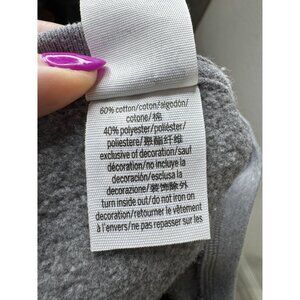 60% cotton/coton/algodón/
cotone/棉
40% polyester/poliéster/
poliestere/聚酯纤维
exclusive of decoration/sauf
décoration/no incluye la
decoración/esclusa la
decorazione/装饰除外
turn inside out/do not iron on
decoration/retourner le vêtement
à l'envers/ne pas repasser sur les